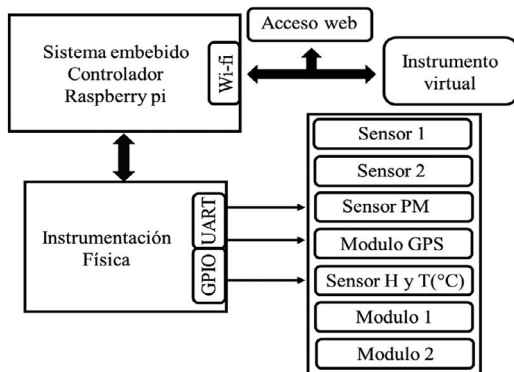 Sistema embebido
Controlador
Raspberry pi
Wi-fi
Acceso web
Instrumento
virtual
Instrumentación
Física
UART
GPIO
Sensor 1
Sensor 2
Sensor PM
Modulo GPS
Sensor H y T(°C)
Modulo 1
Modulo 2